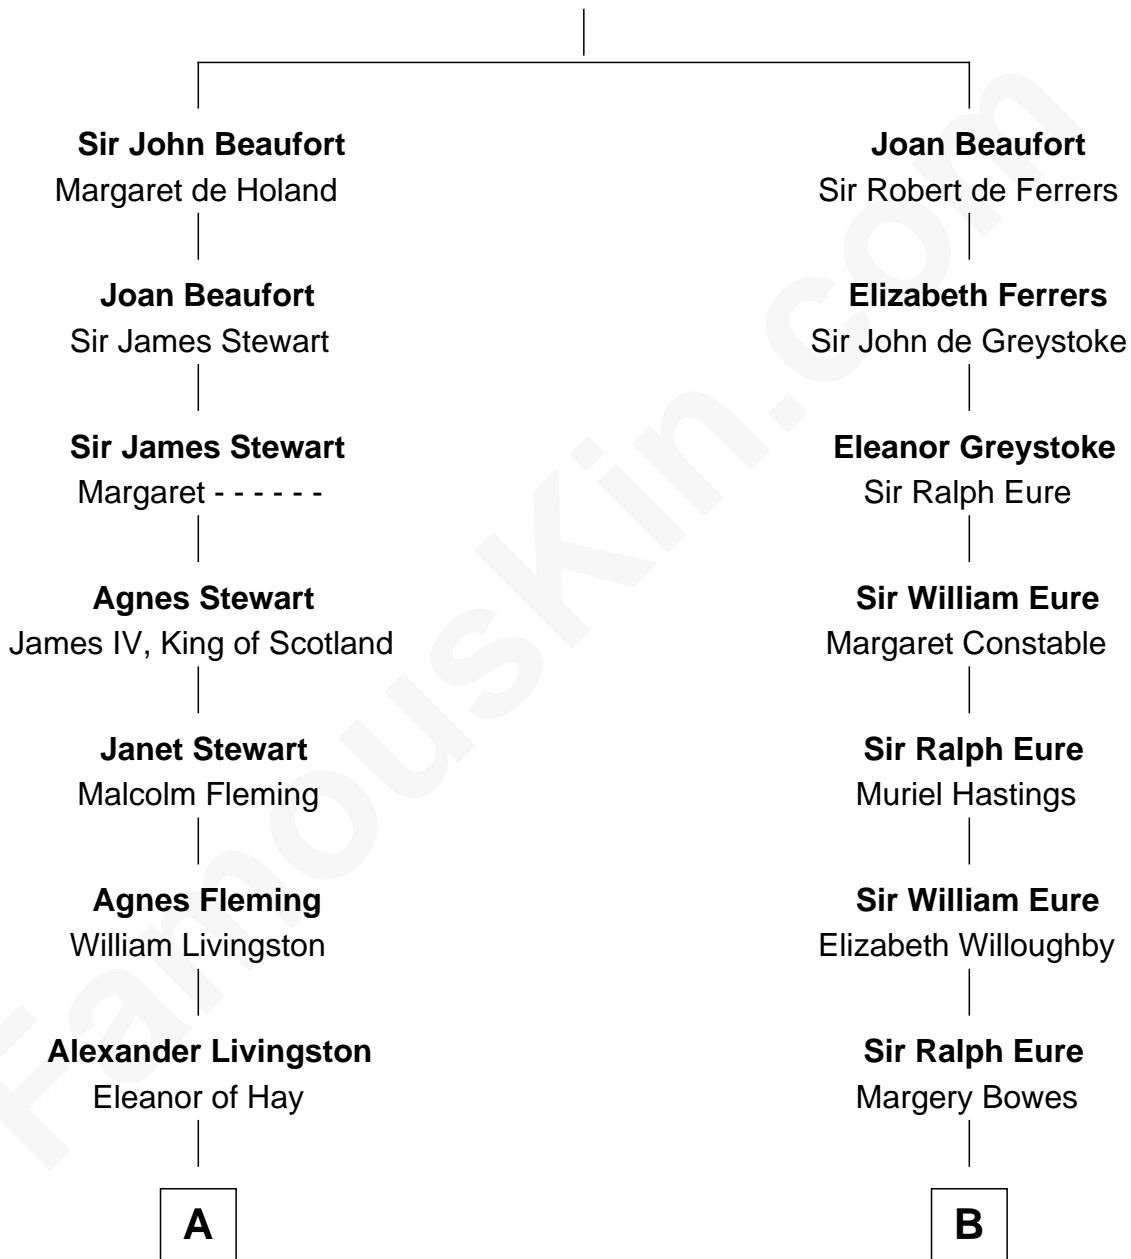 Sir John Beaufort
Margaret de Holand
Joan Beaufort
Sir James Stewart
Sir James Stewart
Margaret - - - - - -
Agnes Stewart
James IV, King of Scotland
Janet Stewart
Malcolm Fleming
Agnes Fleming
William Livingston
Alexander Livingston
Eleanor of Hay
A
Joan Beaufort
Sir Robert de Ferrers
Elizabeth Ferrers
Sir John de Greystoke
Eleanor Greystoke
Sir Ralph Eure
Sir William Eure
Margaret Constable
Sir Ralph Eure
Muriel Hastings
Sir William Eure
Elizabeth Willoughby
Sir Ralph Eure
Margery Bowes
B
FamousKin.com